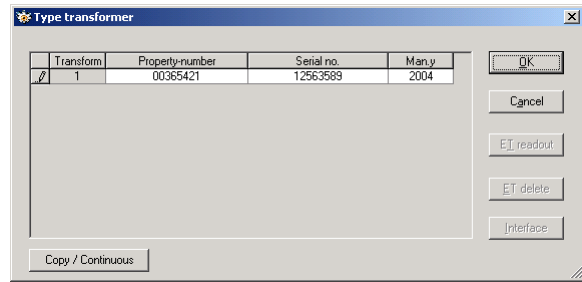 Type transformer
Transform Property-number Serial no. Man.y
1 00365421 12563589 2004
OK
Cancel
ET readout
ET delete
Interface
Copy / Continuous